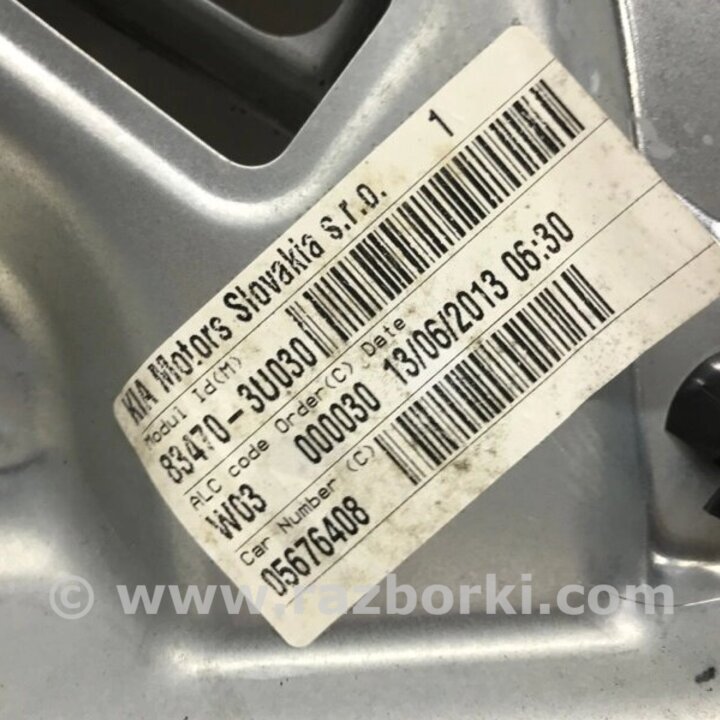 1
KIA Motors Slovakia s.r.o.
Modul Id(M)
83470-3U030
ALC code Order(C) Date
W03 000030 13/06/2013 06:30
Car Number (C)
05676408
© www.razborki.com